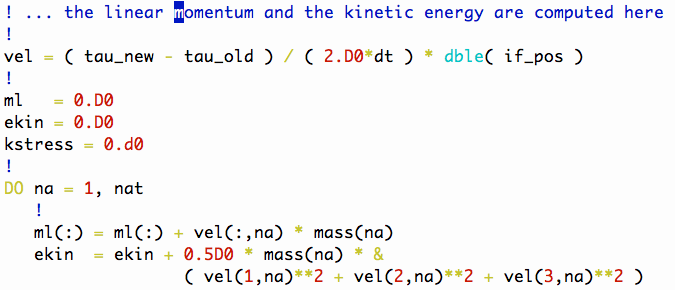 ! ... the linear momentum and the kinetic energy are computed here
!
vel = ( tau_new - tau_old ) / ( 2.D0*dt ) * dble( if_pos )
!
ml   = 0.D0
ekin = 0.D0
kstress = 0.d0
!
DO na = 1, nat
   !
   ml(:) = ml(:) + vel(:,na) * mass(na)
   ekin  = ekin + 0.5D0 * mass(na) * &
                  ( vel(1,na)**2 + vel(2,na)**2 + vel(3,na)**2 )